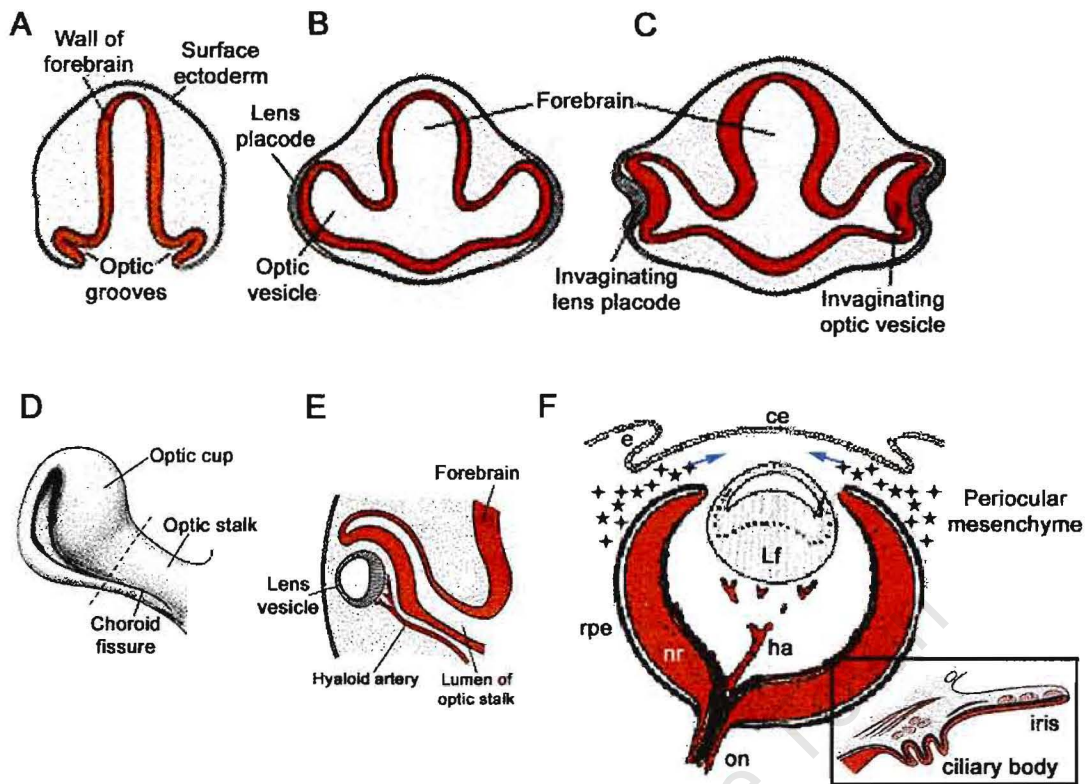 A
Wall of
forebrain
Surface
ectoderm
Optic
grooves
B
Lens
placode
Forebrain
Optic
vesicle
C
Invaginating
lens placode
Invaginating
optic vesicle
D
Optic cup
Optic stalk
Choroid
fissure
E
Forebrain
Lens
vesicle
Hyaloid artery
Lumen of
optic stalk
F
ce
e
Periocular
mesenchyme
Lf
rpe
nr
ha
on
iris
ciliary body